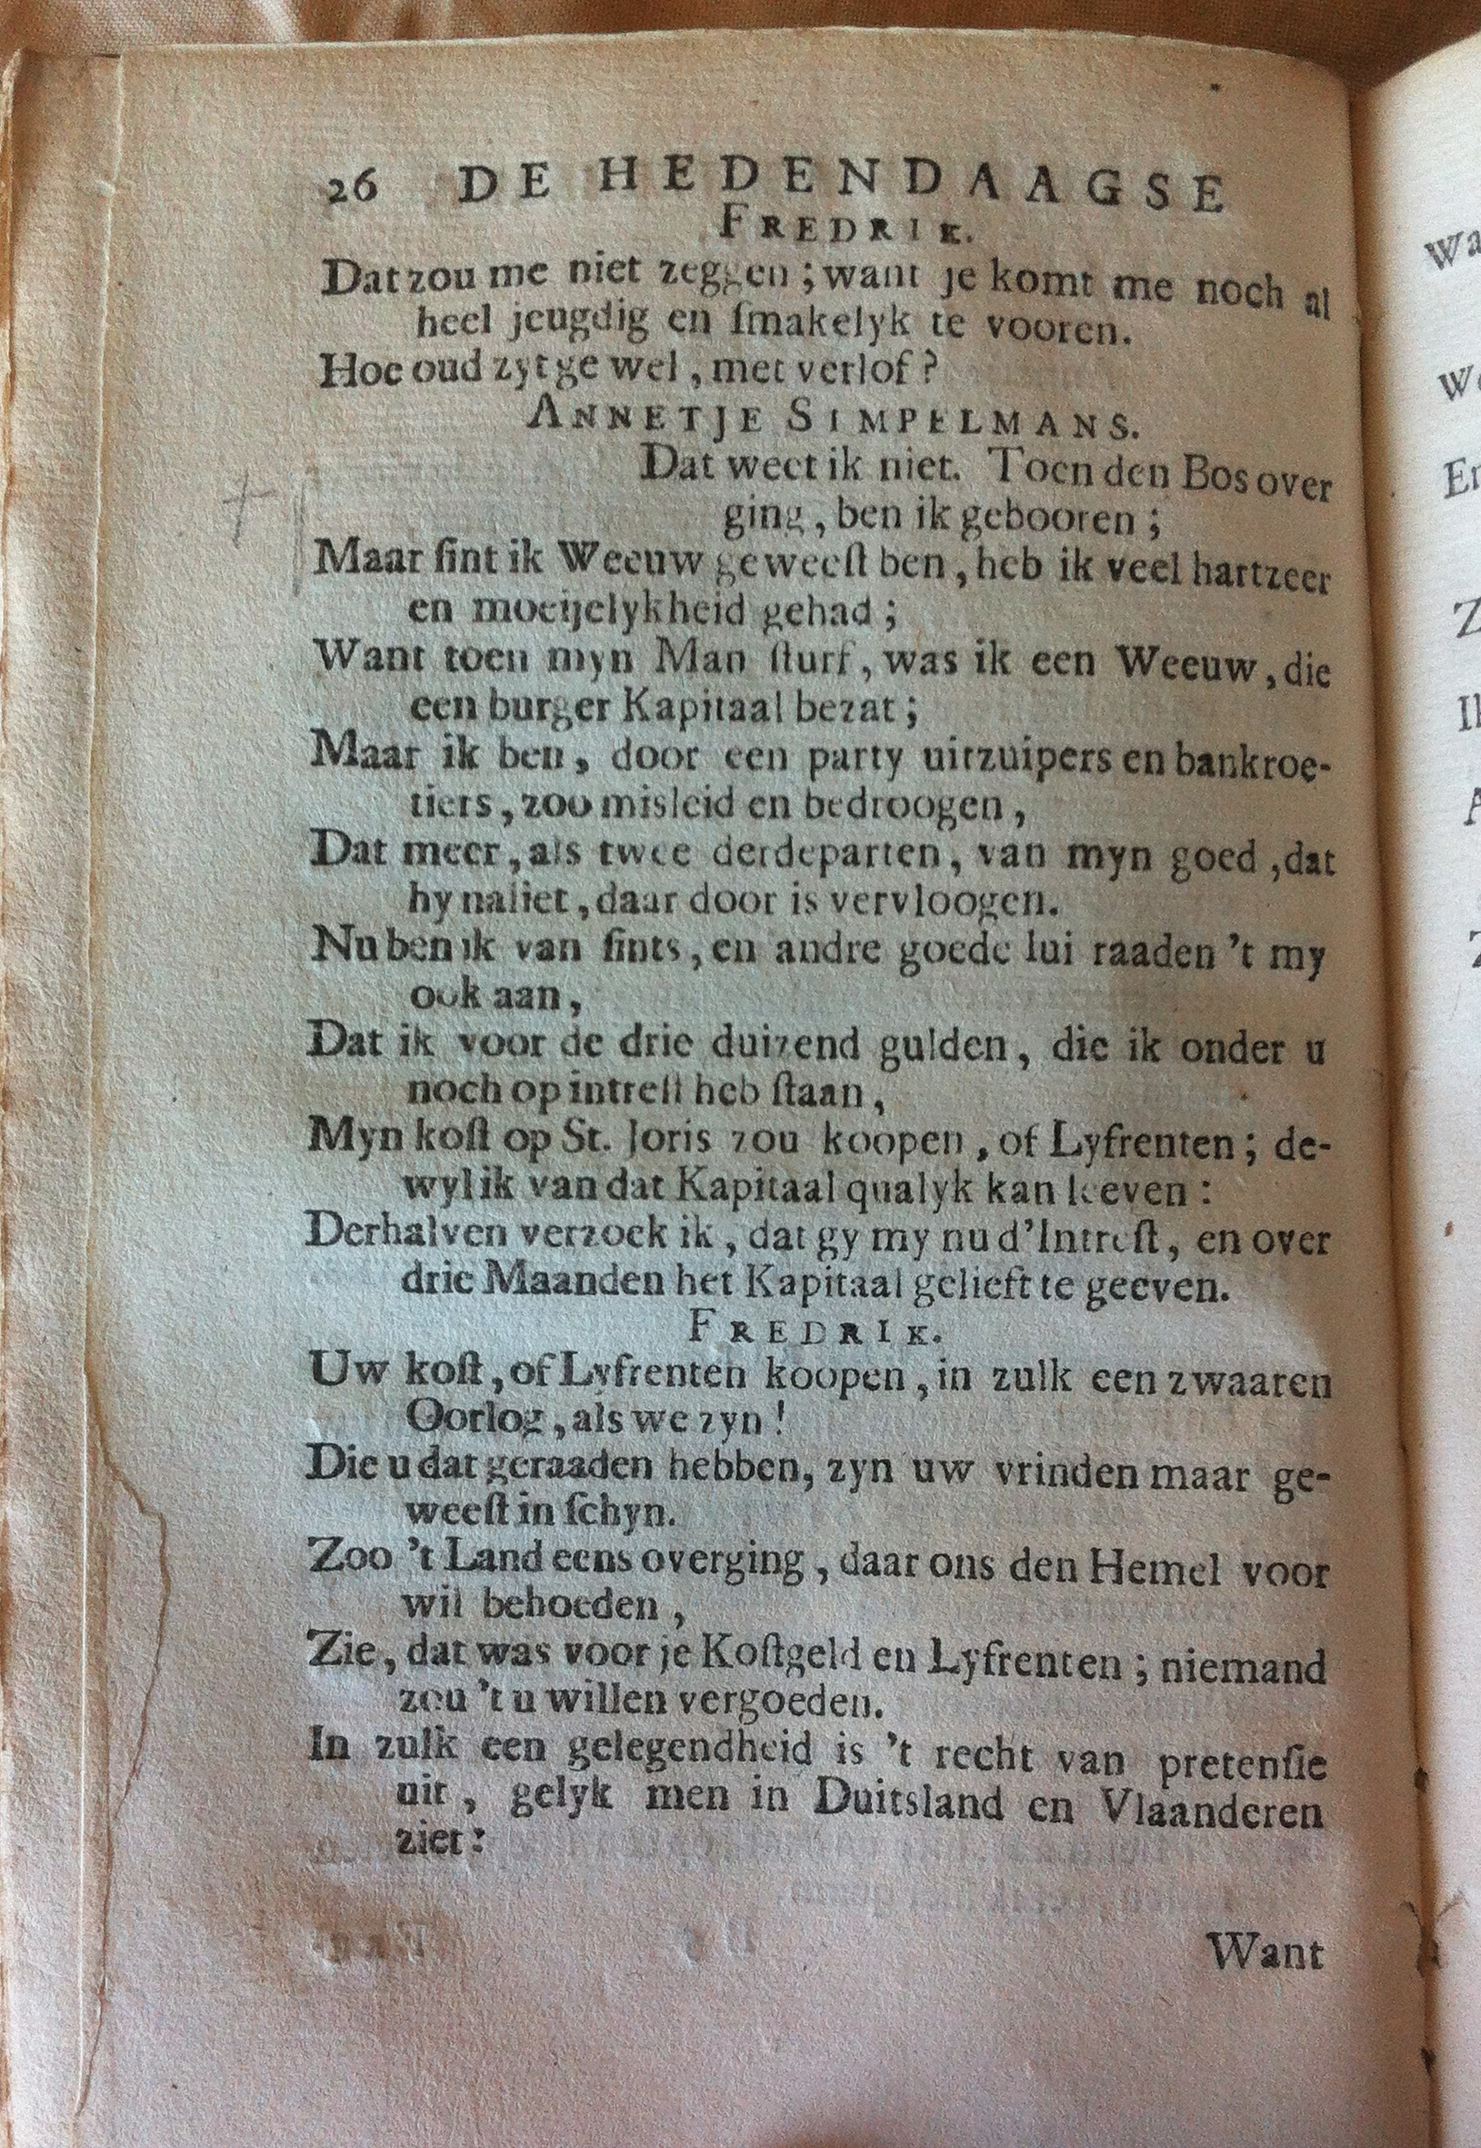 26 DE HEDENDAAGSE
FREDRIK.
Dat zou me niet zeggen; want je komt me noch al
heel jeugdig en ſmakelyk te vooren.
Hoe oud zyt ge wel, met verlof?
ANNETJE SIMPELMANS.
Dat weet ik niet. Toen den Bos over
ging, ben ik gebooren;
Maar ſint ik Weeuw geweeſt ben, heb ik veel hartzeer
en moeijelykheid gehad;
Want toen myn Man ſturf, was ik een Weeuw, die
een burger Kapitaal bezat;
Maar ik ben, door een party uitzuipers en bankroe-
tiers, zoo misleid en bedroogen,
Dat meer, als twee derdeparten, van myn goed, dat
hy naliet, daar door is vervloogen.
Nu ben ik van ſints, en andre goede lui raaden 't my
ook aan,
Dat ik voor de drie duizend gulden, die ik onder u
noch op intreſt heb ſtaan,
Myn koſt op St. Joris zou koopen, of Lyfrenten; de-
wyl ik van dat Kapitaal qualyk kan leeven:
Derhalven verzoek ik, dat gy my nu d'Intreſt, en over
drie Maanden het Kapitaal gelieft te geeven.
FREDRIK.
Uw koſt, of Lyfrenten koopen, in zulk een zwaaren
Oorlog, als we zyn!
Die u dat geraaden hebben, zyn uw vrinden maar ge-
weeſt in ſchyn.
Zoo 't Land eens overging, daar ons den Hemel voor
wil behoeden,
Zie, dat was voor je Koſtgeld en Lyfrenten; niemand
zou 't u willen vergoeden.
In zulk een gelegendheid is 't recht van pretenſie
uit, gelyk men in Duitsland en Vlaanderen
ziet:
Want